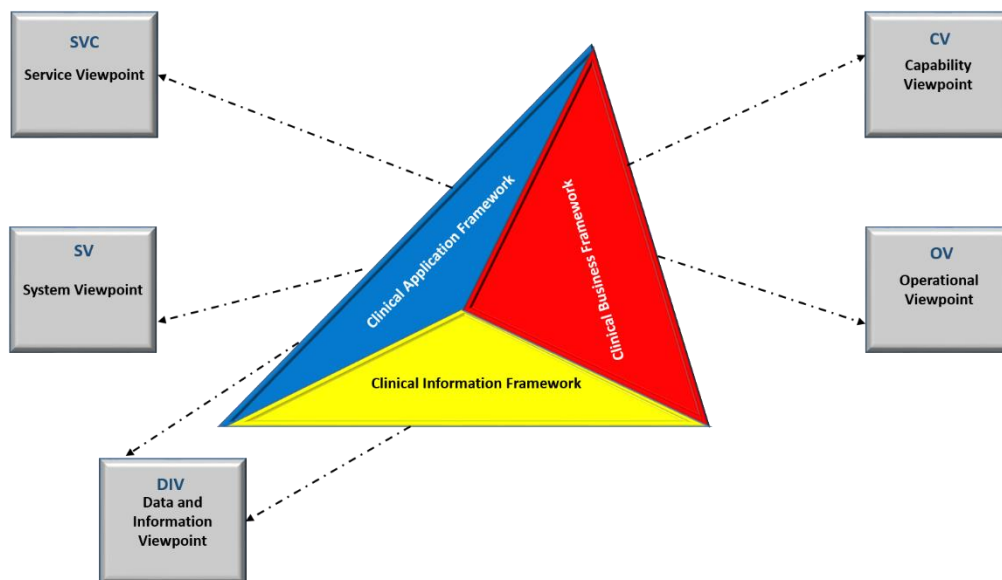 SVC
Service Viewpoint
CV
Capability
Viewpoint
SV
System Viewpoint
OV
Operational
Viewpoint
Clinical Application Framework
Clinical Business Framework
Clinical Information Framework
DIV
Data and
Information
Viewpoint